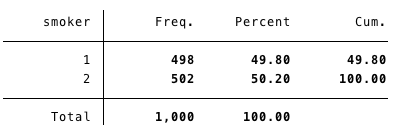 smoker Freq. Percent Cum.
1 498 49.80 49.80
2 502 50.20 100.00
Total 1,000 100.00